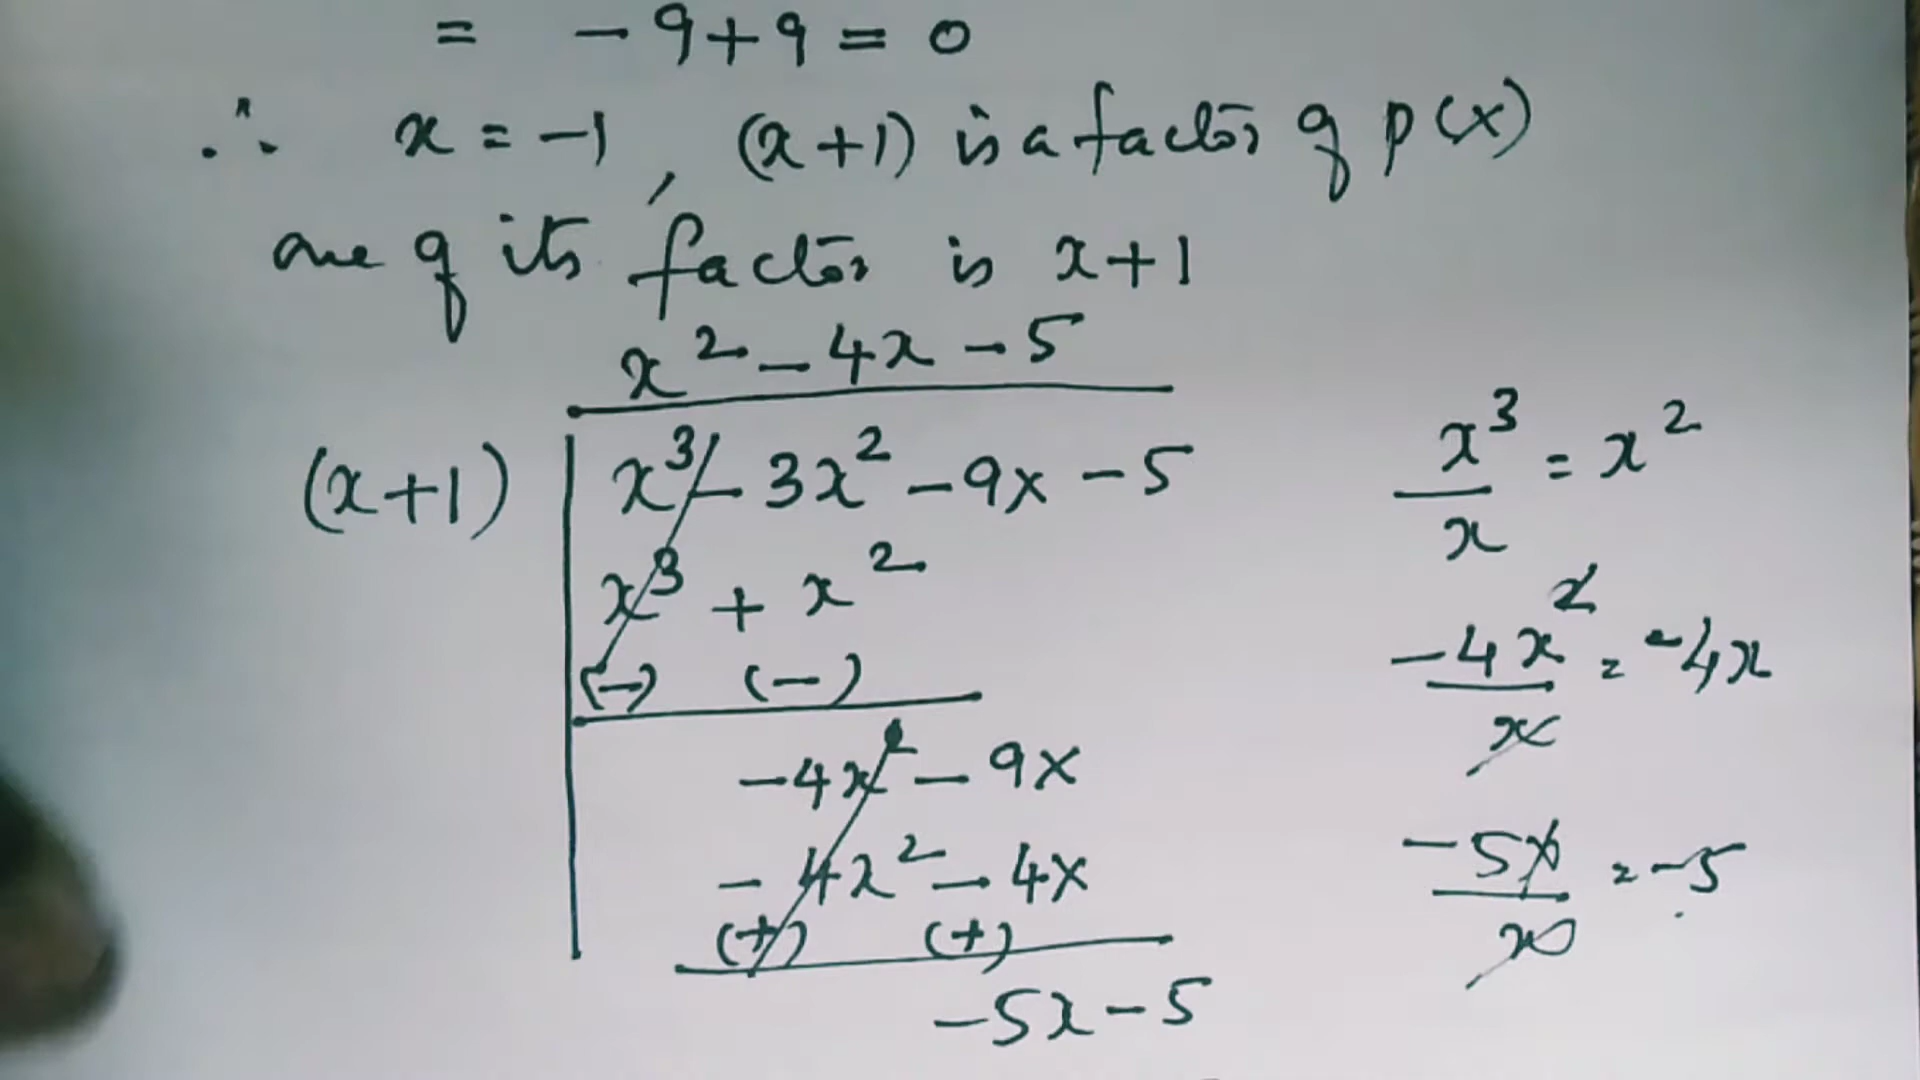 = -9+9=0
∴ x=-1, (x+1) is a factor of p(x)
one of its factor is x+1
x²-4x-5
(x+1) x³-3x²-9x-5
x³+x²
(-) (-)
-4x²-9x
-4x²-4x
(+) (+)
-5x-5
x³/x = x²
-4x²/x = -4x
-5x/x = -5